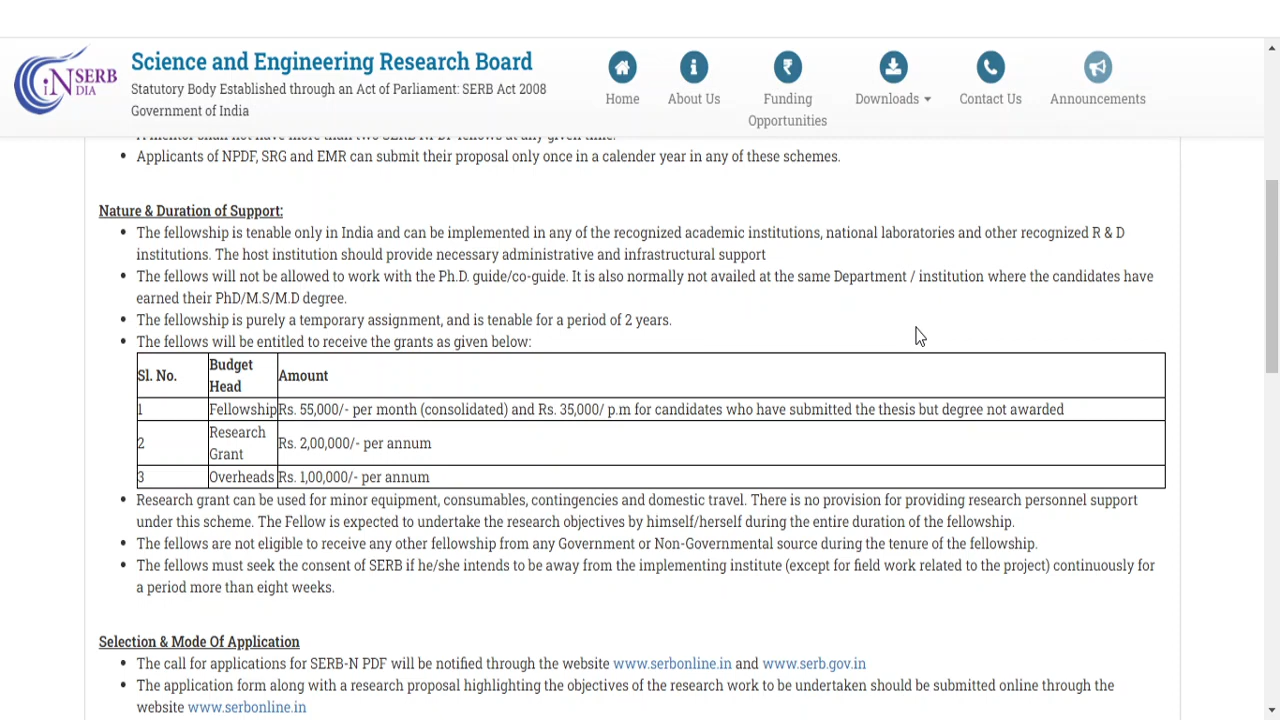 iNSERB
DIA
Science and Engineering Research Board
Statutory Body Established through an Act of Parliament: SERB Act 2008
Government of India
Home
About Us
Funding
Opportunities
Downloads
Contact Us
Announcements
A mentor shall not have more than two SERB NPDF fellows at any given time.
Applicants of NPDF, SRG and EMR can submit their proposal only once in a calender year in any of these schemes.
Nature & Duration of Support:
The fellowship is tenable only in India and can be implemented in any of the recognized academic institutions, national laboratories and other recognized R & D
institutions. The host institution should provide necessary administrative and infrastructural support
The fellows will not be allowed to work with the Ph.D. guide/co-guide. It is also normally not availed at the same Department / institution where the candidates have
earned their PhD/M.S/M.D degree.
The fellowship is purely a temporary assignment, and is tenable for a period of 2 years.
The fellows will be entitled to receive the grants as given below:
Sl. No. Budget Head Amount
1 Fellowship Rs. 55,000/- per month (consolidated) and Rs. 35,000/ p.m for candidates who have submitted the thesis but degree not awarded
2 Research Grant Rs. 2,00,000/- per annum
3 Overheads Rs. 1,00,000/- per annum
Research grant can be used for minor equipment, consumables, contingencies and domestic travel. There is no provision for providing research personnel support
under this scheme. The Fellow is expected to undertake the research objectives by himself/herself during the entire duration of the fellowship.
The fellows are not eligible to receive any other fellowship from any Government or Non-Governmental source during the tenure of the fellowship.
The fellows must seek the consent of SERB if he/she intends to be away from the implementing institute (except for field work related to the project) continuously for
a period more than eight weeks.
Selection & Mode Of Application
The call for applications for SERB-N PDF will be notified through the website www.serbonline.in and www.serb.gov.in
The application form along with a research proposal highlighting the objectives of the research work to be undertaken should be submitted online through the
website www.serbonline.in